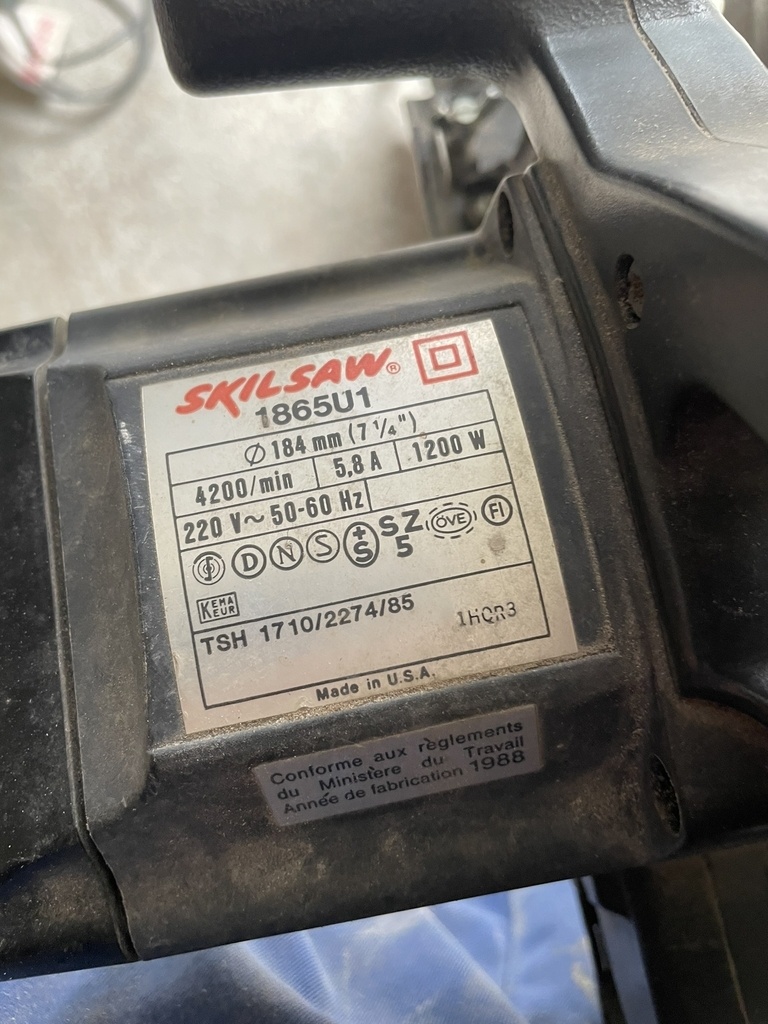 SKILSAW®
1865U1
Ø 184 mm (7 1/4")
4200/min 5,8 A 1200 W
220 V~ 50-60 Hz
D N S +S SZ 5 ÖVE FI
KEMA KEUR
TSH 1710/2274/85 1HQR3
Made in U.S.A.
Conforme aux règlements
du Ministère du Travail
Année de fabrication 1988